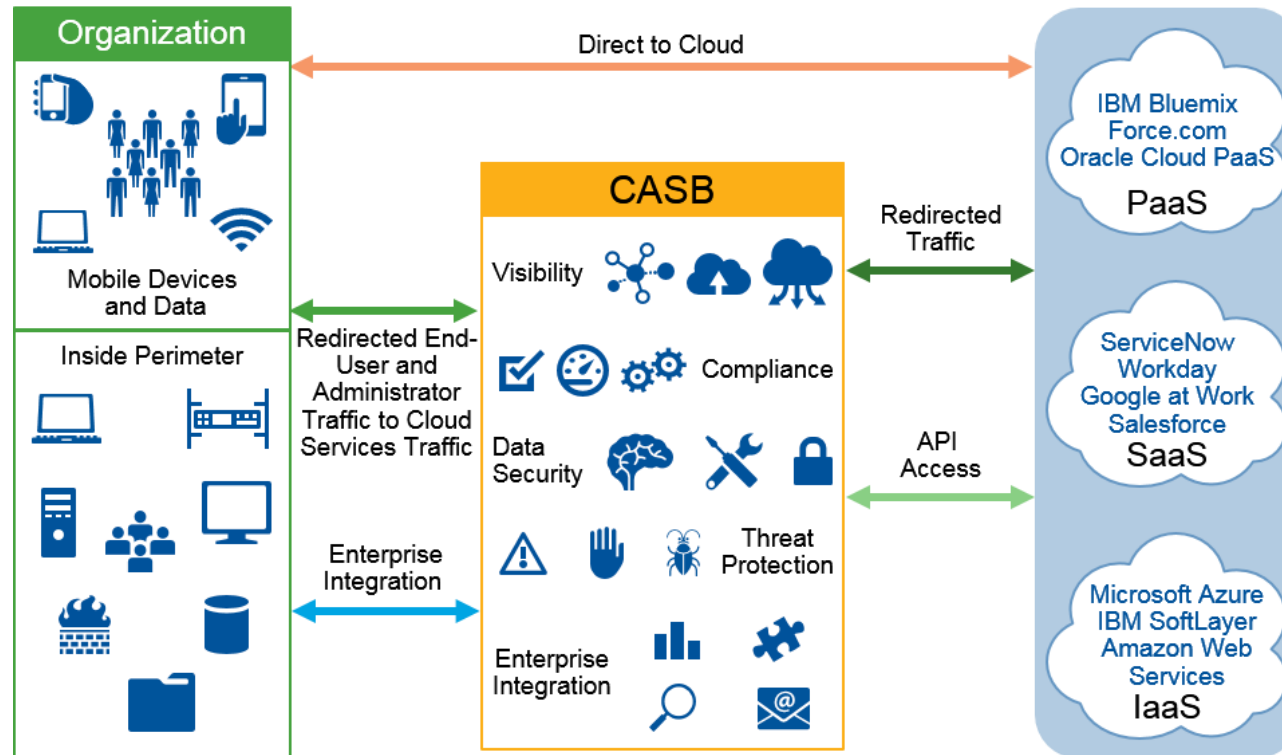 Organization
Direct to Cloud
Mobile Devices
and Data
Inside Perimeter
Redirected End-
User and
Administrator
Traffic to Cloud
Services Traffic
Enterprise
Integration
CASB
Visibility
Compliance
Data
Security
Threat
Protection
Enterprise
Integration
@
Redirected
Traffic
API
Access
IBM Bluemix
Force.com
Oracle Cloud PaaS
PaaS
ServiceNow
Workday
Google at Work
Salesforce
SaaS
Microsoft Azure
IBM SoftLayer
Amazon Web
Services
IaaS